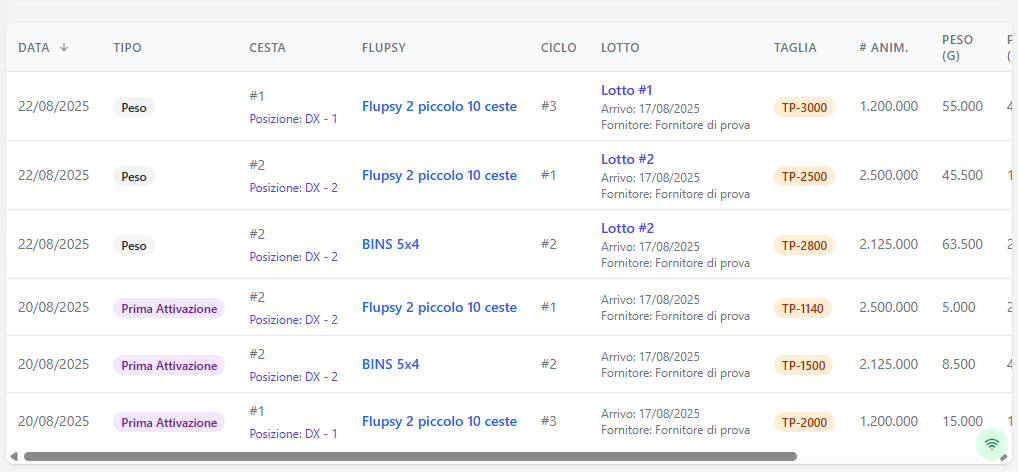 DATA ↓ TIPO CESTA FLUPSY CICLO LOTTO TAGLIA # ANIM. PESO (G)
22/08/2025 Peso #1 Flupsy 2 piccolo 10 ceste #3 Lotto #1 TP-3000 1.200.000 55.000
Posizione: DX - 1 Arrivo: 17/08/2025
Fornitore: Fornitore di prova
22/08/2025 Peso #2 Flupsy 2 piccolo 10 ceste #1 Lotto #2 TP-2500 2.500.000 45.500
Posizione: DX - 2 Arrivo: 17/08/2025
Fornitore: Fornitore di prova
22/08/2025 Peso #2 BINS 5x4 #2 Lotto #2 TP-2800 2.125.000 63.500
Posizione: DX - 2 Arrivo: 17/08/2025
Fornitore: Fornitore di prova
20/08/2025 Prima Attivazione #2 Flupsy 2 piccolo 10 ceste #1 Arrivo: 17/08/2025 TP-1140 2.500.000 5.000
Posizione: DX - 2 Fornitore: Fornitore di prova
20/08/2025 Prima Attivazione #2 BINS 5x4 #2 Arrivo: 17/08/2025 TP-1500 2.125.000 8.500
Posizione: DX - 2 Fornitore: Fornitore di prova
20/08/2025 Prima Attivazione #1 Flupsy 2 piccolo 10 ceste #3 Arrivo: 17/08/2025 TP-2000 1.200.000 15.000
Posizione: DX - 1 Fornitore: Fornitore di prova